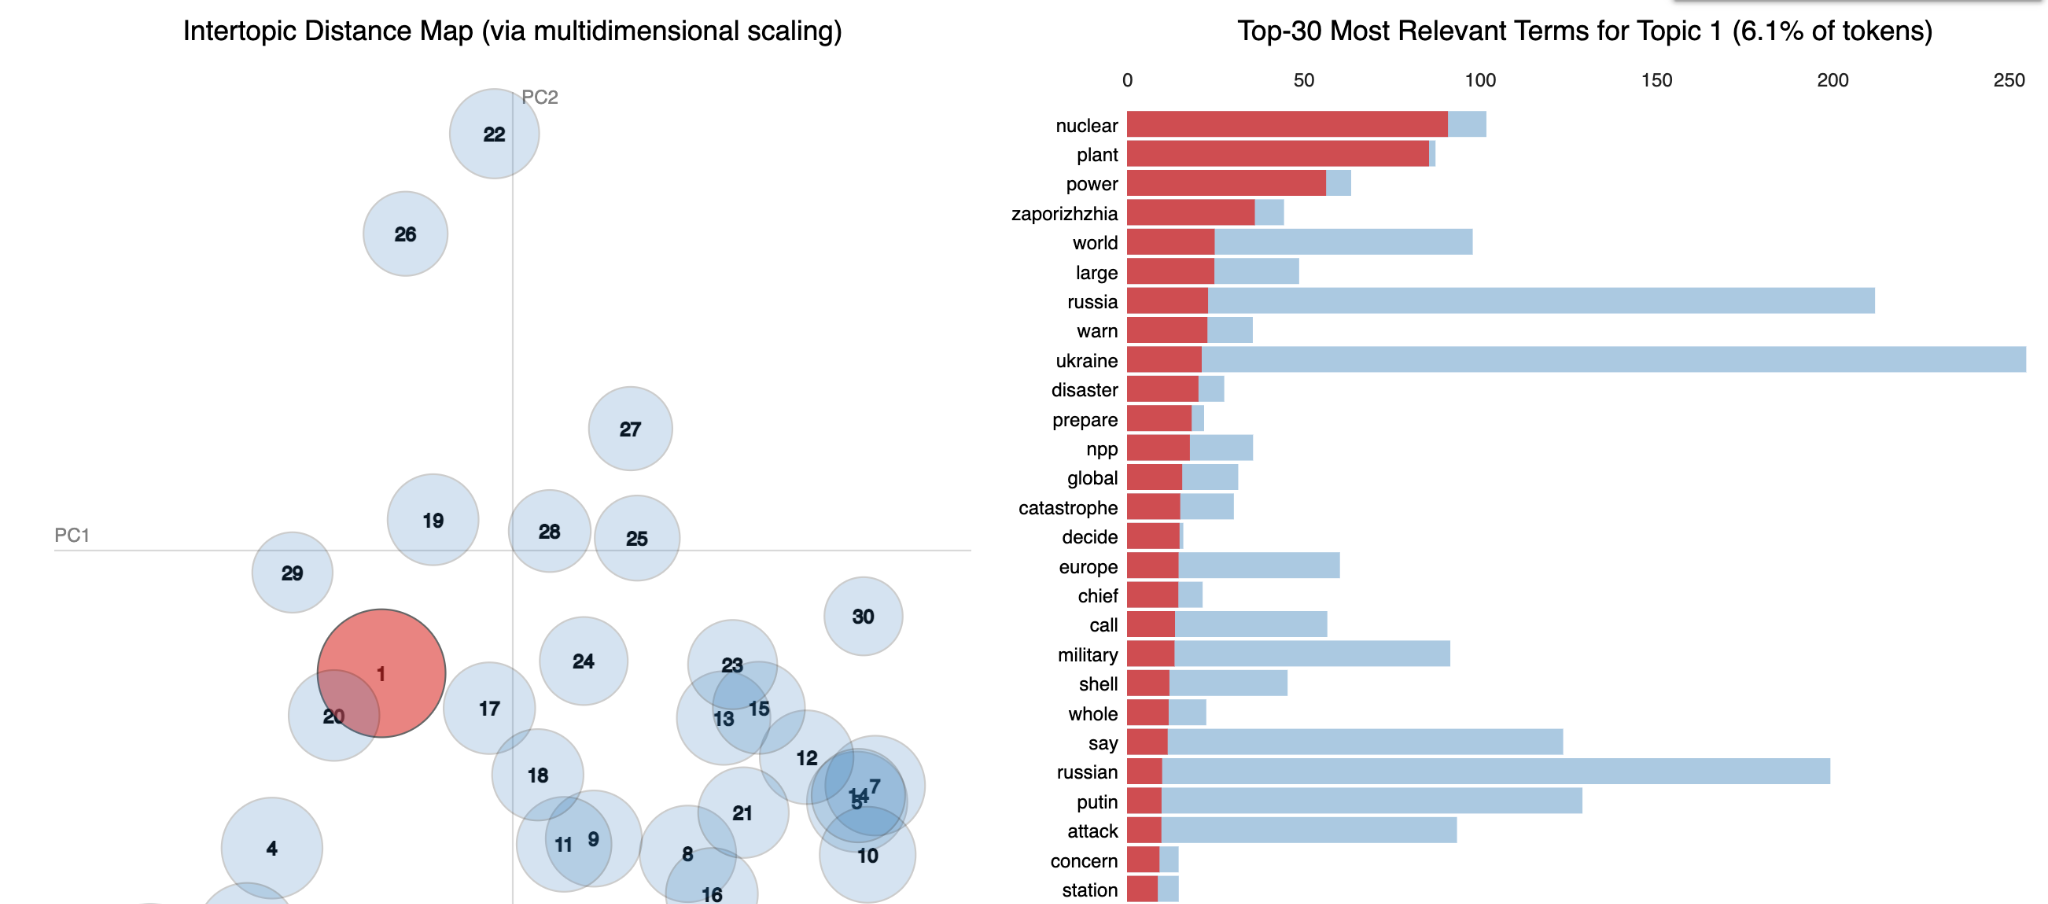 Intertopic Distance Map (via multidimensional scaling)
PC2
22
26
27
19
28
25
PC1
29
30
1
24
23
20
17
15
13
12
18
7
14
5
21
11
9
4
8
10
16
Top-30 Most Relevant Terms for Topic 1 (6.1% of tokens)
0 50 100 150 200 250
nuclear
plant
power
zaporizhzhia
world
large
russia
warn
ukraine
disaster
prepare
npp
global
catastrophe
decide
europe
chief
call
military
shell
whole
say
russian
putin
attack
concern
station